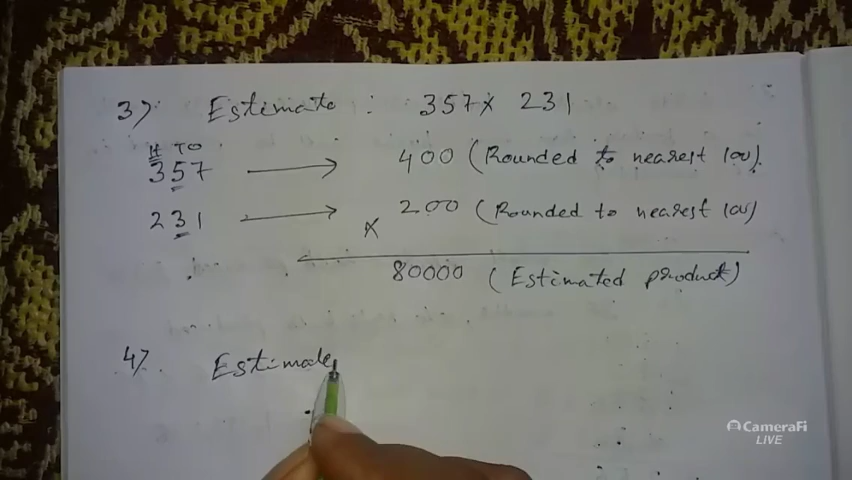 3) Estimate : 357 x 231
H T O
357 → 400 (Rounded to nearest 100).
231 → x 200 (Rounded to nearest 100)
80000 (Estimated product)
4) Estimate
CameraFi
LIVE